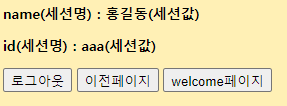 name(세션명) : 홍길동(세션값)
id(세션명) : aaa(세션값)
로그아웃 이전페이지 welcome페이지